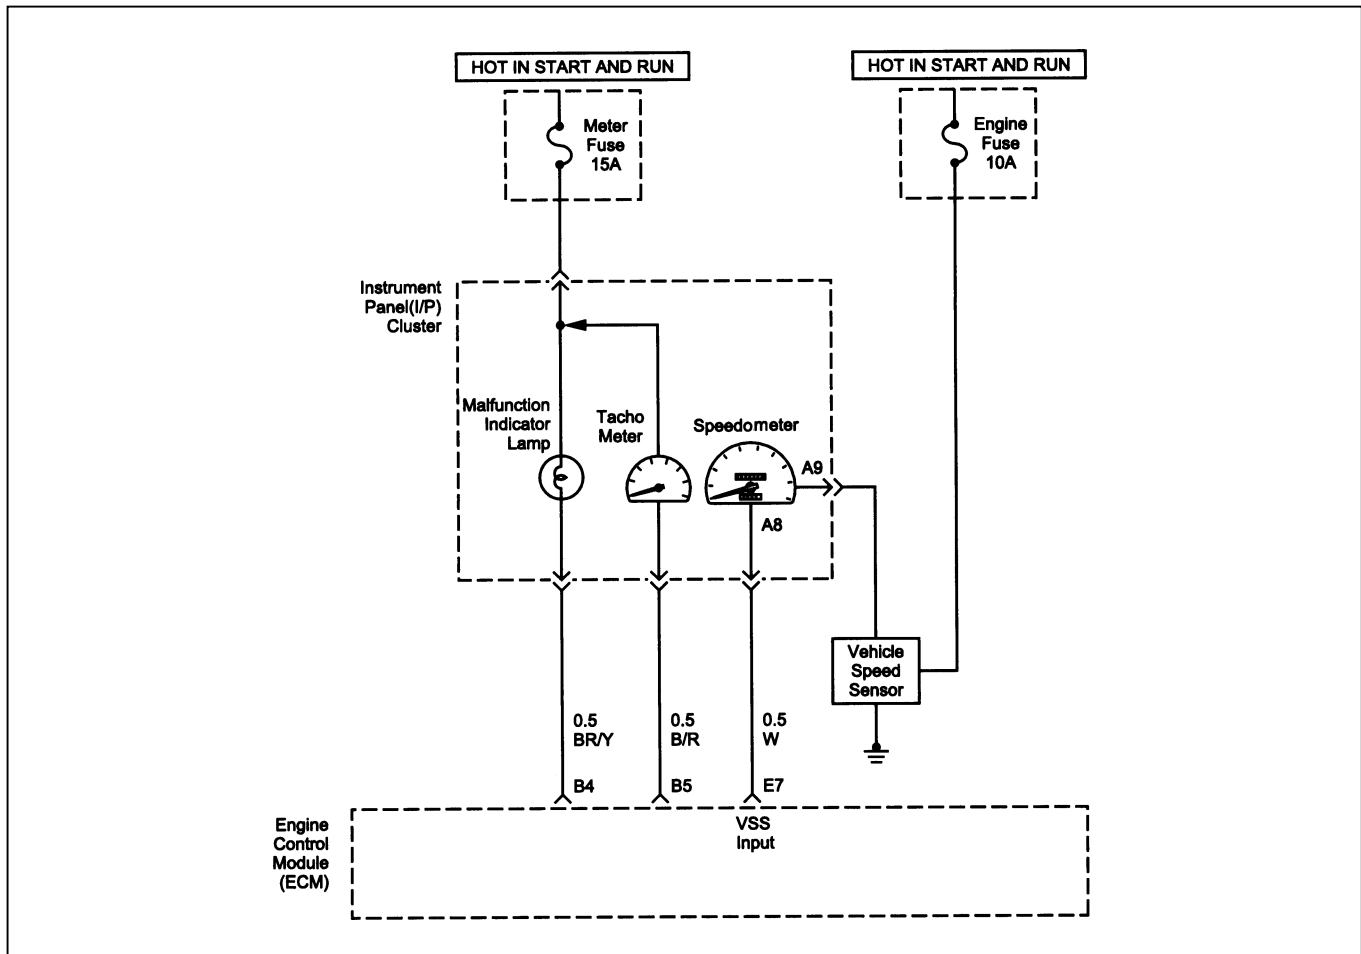 HOT IN START AND RUN
HOT IN START AND RUN
Meter
Fuse
15A
Engine
Fuse
10A
Instrument
Panel(I/P)
Cluster
Malfunction
Indicator
Lamp
Tacho
Meter
Speedometer
A9
A8
Vehicle
Speed
Sensor
0.5
BR/Y
0.5
B/R
0.5
W
B4
B5
E7
Engine
Control
Module
(ECM)
VSS
Input